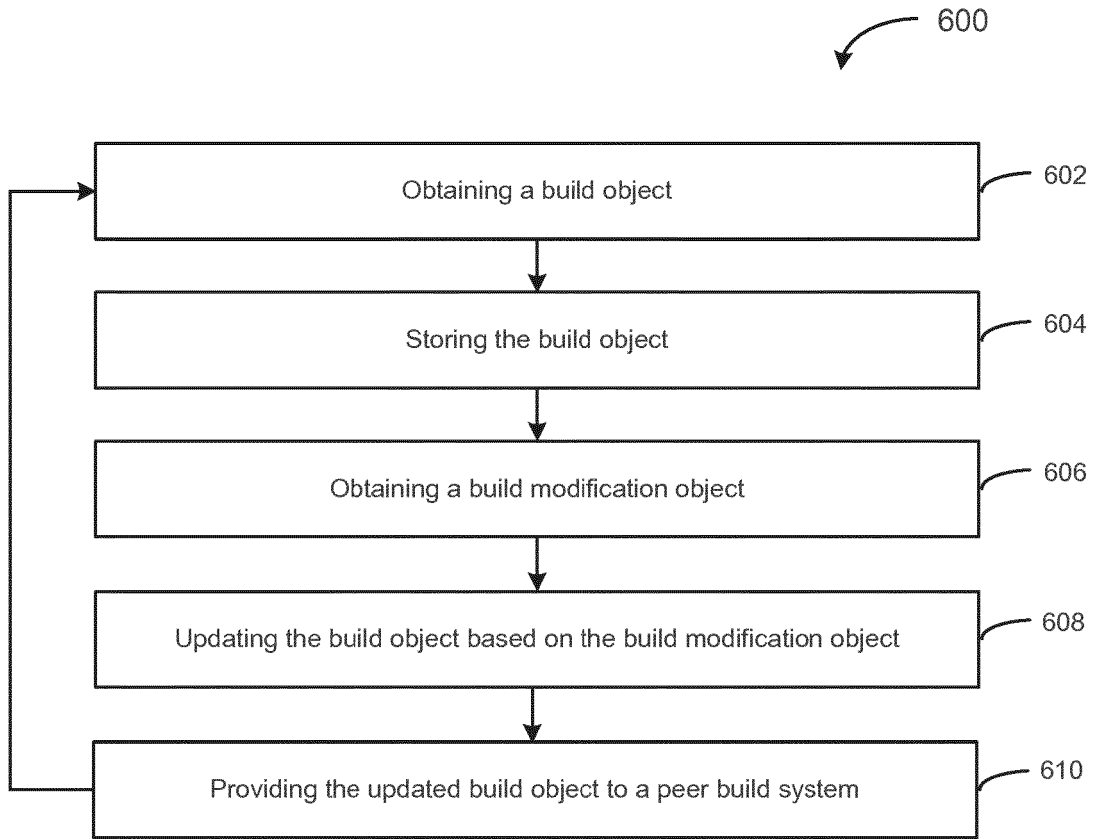 600
Obtaining a build object
602
Storing the build object
604
Obtaining a build modification object
606
Updating the build object based on the build modification object
608
Providing the updated build object to a peer build system
610